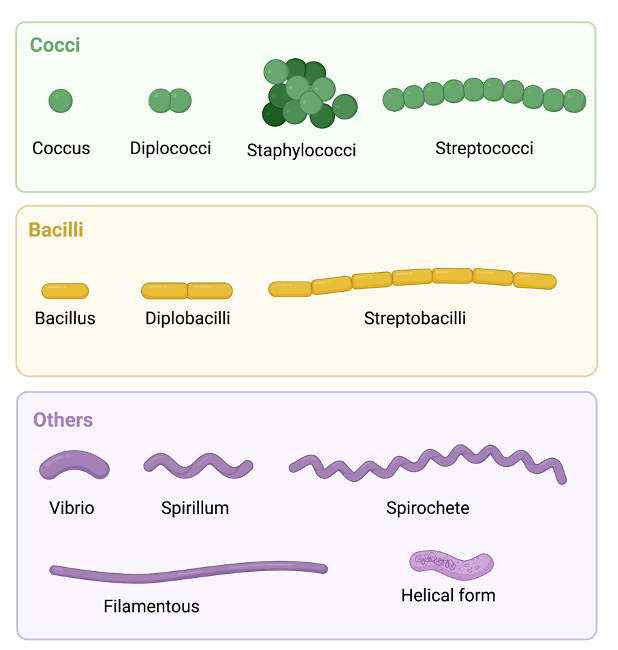 Cocci
Coccus
Diplococci
Staphylococci
Streptococci
Bacilli
Bacillus
Diplobacilli
Streptobacilli
Others
Vibrio
Spirillum
Spirochete
Filamentous
Helical form